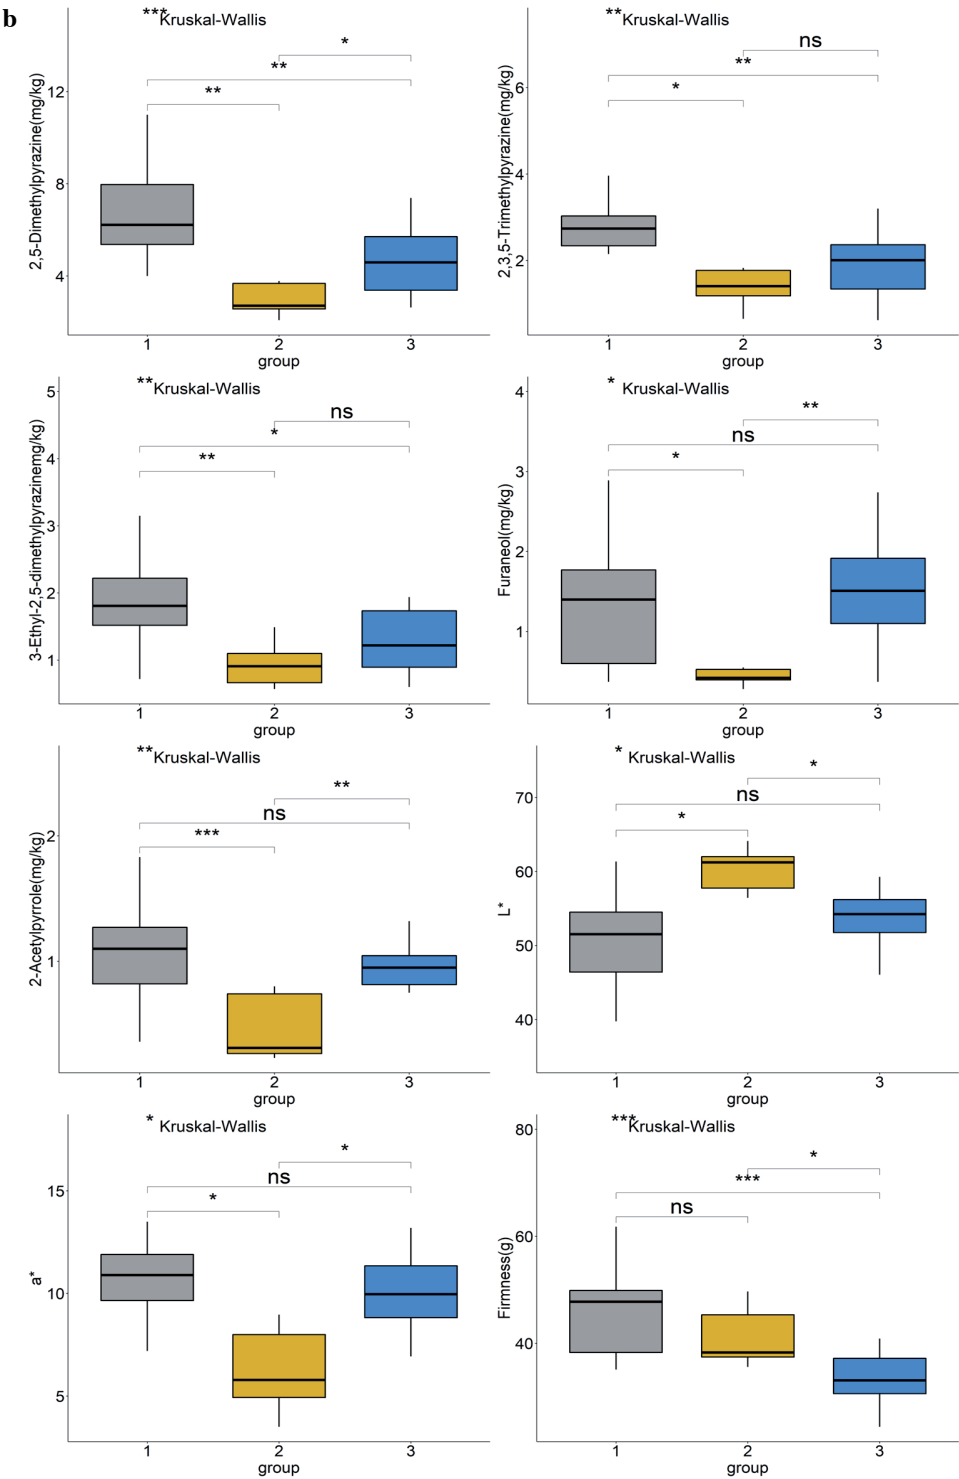 b
***Kruskal-Wallis
*
**
**
2,5-Dimethylpyrazine(mg/kg)
12
8
4
1 2 3
group
**Kruskal-Wallis
ns
**
*
2,3,5-Trimethylpyrazine(mg/kg)
6
4
2
1 2 3
group
**Kruskal-Wallis
ns
*
**
3-Ethyl-2,5-dimethylpyrazinemg/kg)
5
4
3
2
1
1 2 3
group
* Kruskal-Wallis
**
ns
*
Furaneol(mg/kg)
4
3
2
1
1 2 3
group
**Kruskal-Wallis
**
ns
***
2-Acetylpyrrole(mg/kg)
2
1
1 2 3
group
* Kruskal-Wallis
*
ns
*
L*
70
60
50
40
1 2 3
group
* Kruskal-Wallis
*
ns
*
a*
15
10
5
1 2 3
group
***Kruskal-Wallis
*
***
ns
Firmness(g)
80
60
40
1 2 3
group